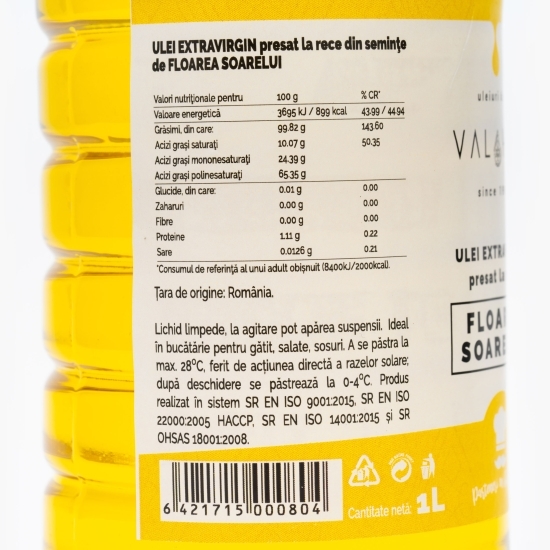 ULEI EXTRAVIRGIN presat la rece din semințe
de FLOAREA SOARELUI
Valori nutriționale pentru 100 g % CR*
Valoare energetică 3695 kJ / 899 kcal 43.99 / 44.94
Grăsimi, din care: 99.82 g 143.60
Acizi grași saturați 10.07 g 50.35
Acizi grași mononesaturați 24.39 g
Acizi grași polinesaturați 65.35 g
Glucide, din care: 0.01 g 0.00
Zaharuri 0.00 g 0.00
Fibre 0.00 g 0.00
Proteine 1.11 g 0.22
Sare 0.0126 g 0.21
*Consumul de referință al unui adult obișnuit (8400kJ/2000kcal).
Țara de origine: România.
Lichid limpede, la agitare pot apărea suspensii. Ideal
în bucătărie pentru gătit, salate, sosuri. A se păstra la
max. 28°C, ferit de acțiunea directă a razelor solare;
după deschidere se păstrează la 0-4°C. Produs
realizat în sistem SR EN ISO 9001:2015, SR EN ISO
22000:2005 HACCP, SR EN ISO 14001:2015 și SR
OHSAS 18001:2008.
6 421715 000804
Cantitate netă: 1L
VAL
since
ULEI EXTRA
presat la
FLOAR
SOARE